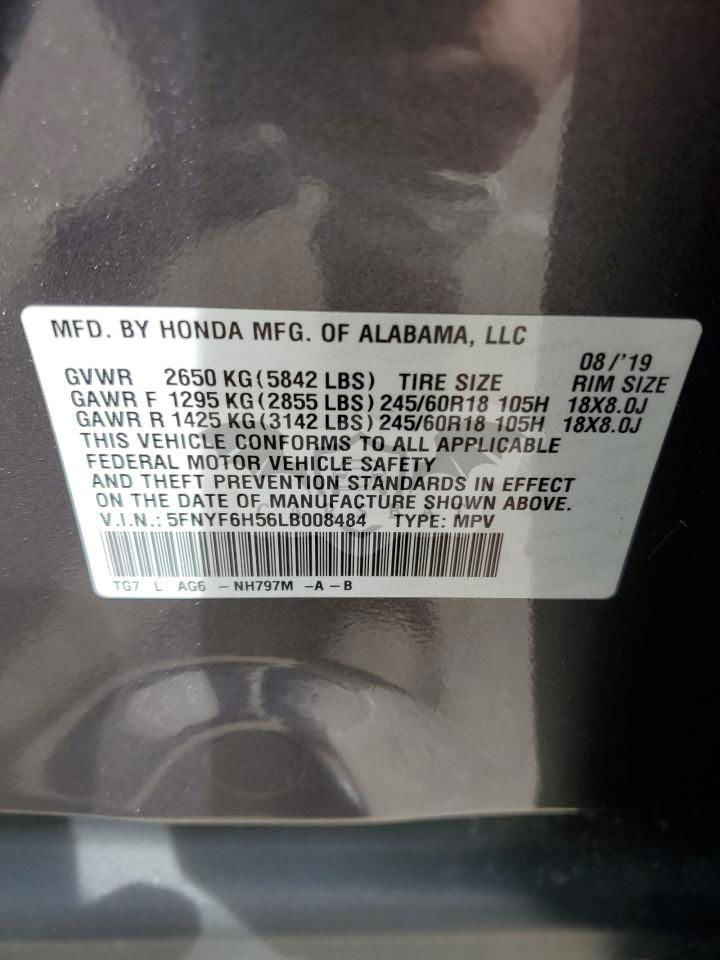 MFD. BY HONDA MFG. OF ALABAMA, LLC
08/'19
GVWR 2650 KG (5842 LBS) TIRE SIZE RIM SIZE
GAWR F 1295 KG (2855 LBS) 245/60R18 105H 18X8.0J
GAWR R 1425 KG (3142 LBS) 245/60R18 105H 18X8.0J
THIS VEHICLE CONFORMS TO ALL APPLICABLE
FEDERAL MOTOR VEHICLE SAFETY
AND THEFT PREVENTION STANDARDS IN EFFECT
ON THE DATE OF MANUFACTURE SHOWN ABOVE.
V.I.N.: 5FNYF6H56LB008484 TYPE: MPV
TG7 L AG6 - NH797M -A - B